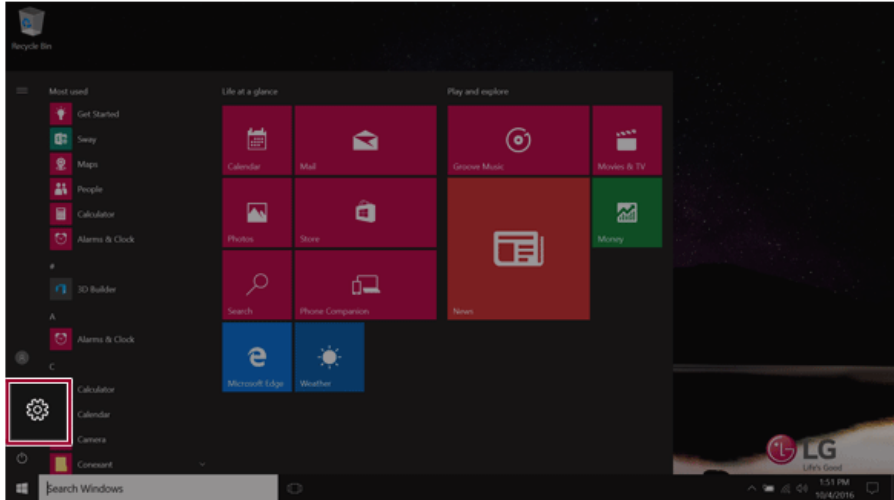 Recycle Bin
Most used
Get Started
Sway
Maps
People
Calculator
Alarms & Clock
#
3D Builder
A
Alarms & Clock
C
Calculator
Calendar
Camera
Conexant
Life at a glance
Calendar
Mail
Photos
Store
Search
Phone Companion
Microsoft Edge
Weather
Play and explore
Groove Music
Movies & TV
News
Money
LG
Life's Good
Search Windows
1:51 PM
10/4/2016